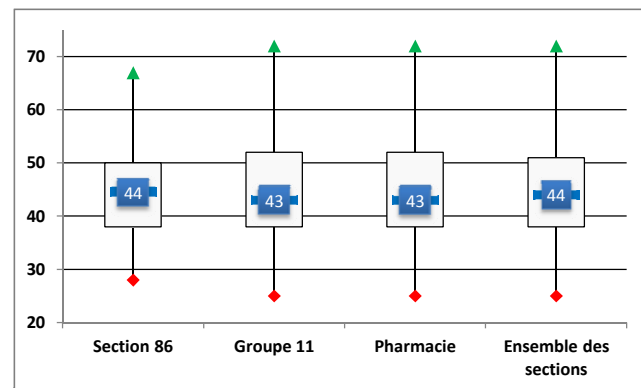 70
60
50
40
30
20
44
43
43
44
Section 86
Groupe 11
Pharmacie
Ensemble des
sections